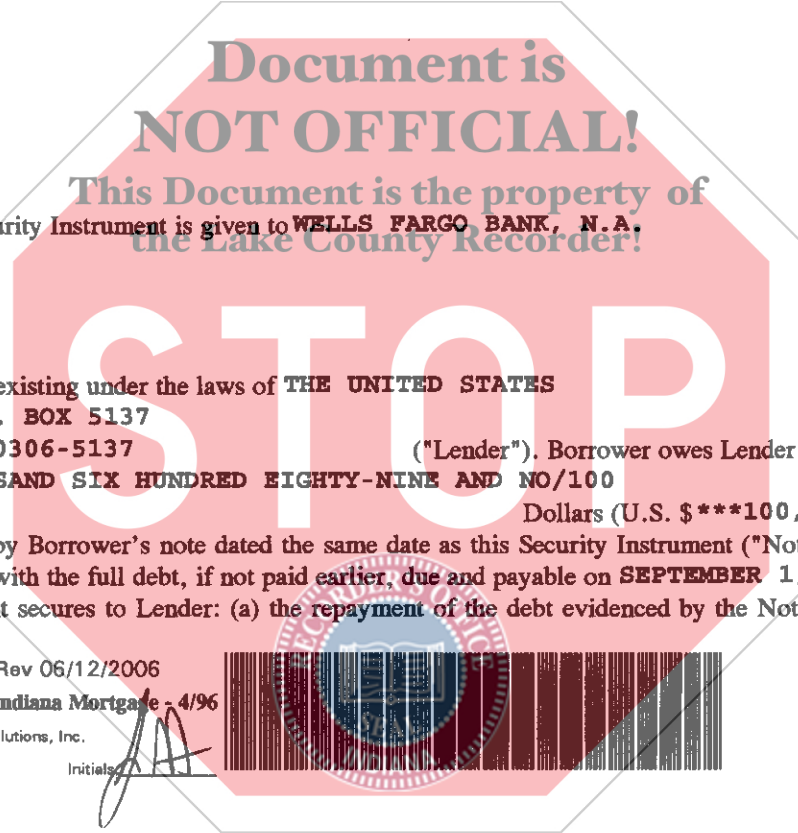 Document is
NOT OFFICIAL!
This Document is the property of
urity Instrument is given to WELLS FARGO BANK, N.A.
the Lake County Recorder!
STOP
existing under the laws of THE UNITED STATES
. BOX 5137
0306-5137 ("Lender"). Borrower owes Lender
SAND SIX HUNDRED EIGHTY-NINE AND NO/100
Dollars (U.S. $***100,
by Borrower's note dated the same date as this Security Instrument ("Not
with the full debt, if not paid earlier, due and payable on SEPTEMBER 1,
t secures to Lender: (a) the repayment of the debt evidenced by the Not
RECORDER'S OFFICE
SEAL
INDIANA
Rev 06/12/2006
ndiana Mortgage - 4/96
lutions, Inc.
Initials